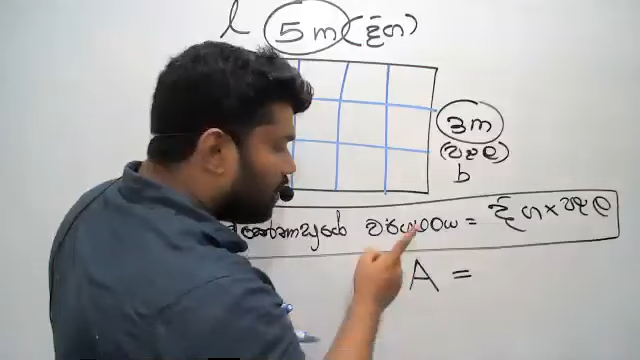 l 5m (දිග)
3m
(පළල)
b
වර්ගඵලය = දිග × පළල
A =